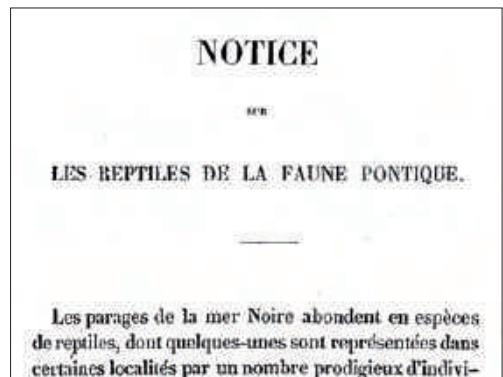 NOTICE
SUR
LES REPTILES DE LA FAUNE PONTIQUE.
Les parages de la mer Noire abondent en espèces
de reptiles, dont quelques-unes sont représentées dans
certaines localités par un nombre prodigieux d'indivi-